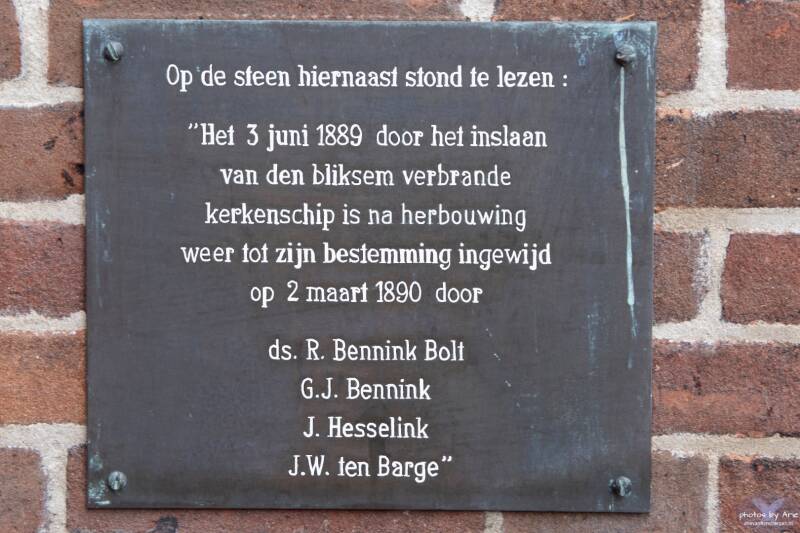 Op de steen hiernaast stond te lezen :
"Het 3 juni 1889 door het inslaan
van den bliksem verbrande
kerkenschip is na herbouwing
weer tot zijn bestemming ingewijd
op 2 maart 1890 door
ds. R. Bennink Bolt
G.J. Bennink
J. Hesselink
J.W. ten Barge"
photos by Arie